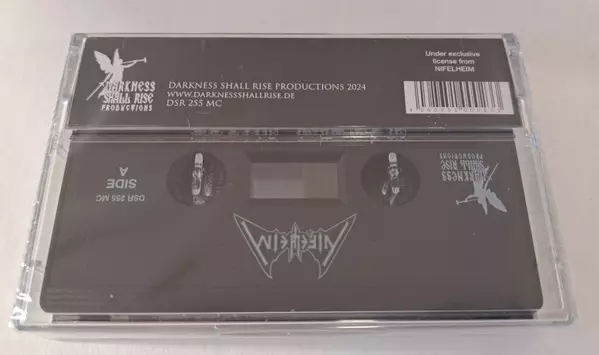 DARKNESS
SHALL RISE
PRODUCTIONS
DARKNESS SHALL RISE PRODUCTIONS 2024
WWW.DARKNESSSHALLRISE.DE
DSR 255 MC
Under exclusive
license from
NIFELHEIM
DSR 255 MC
SIDE
A
NIFELHEIM
DARKNESS
SHALL RISE
PRODUCTIONS